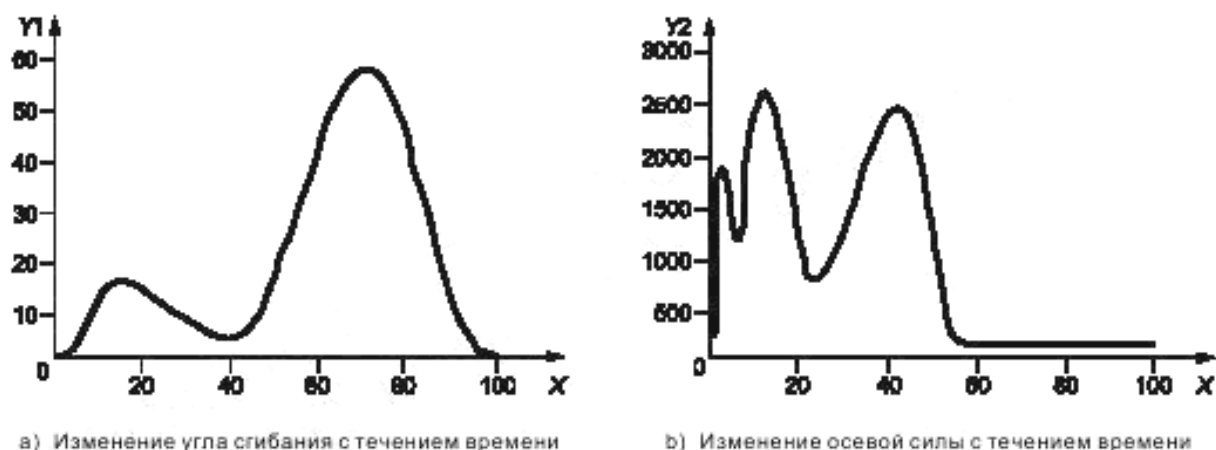 Y1
60
50
40
30
20
10
0
20 40 60 80 100 X
a) Изменение угла сгибания с течением времени
Y2
3000
2500
2000
1500
1000
500
0
20 40 60 80 100 X
b) Изменение осевой силы с течением времени